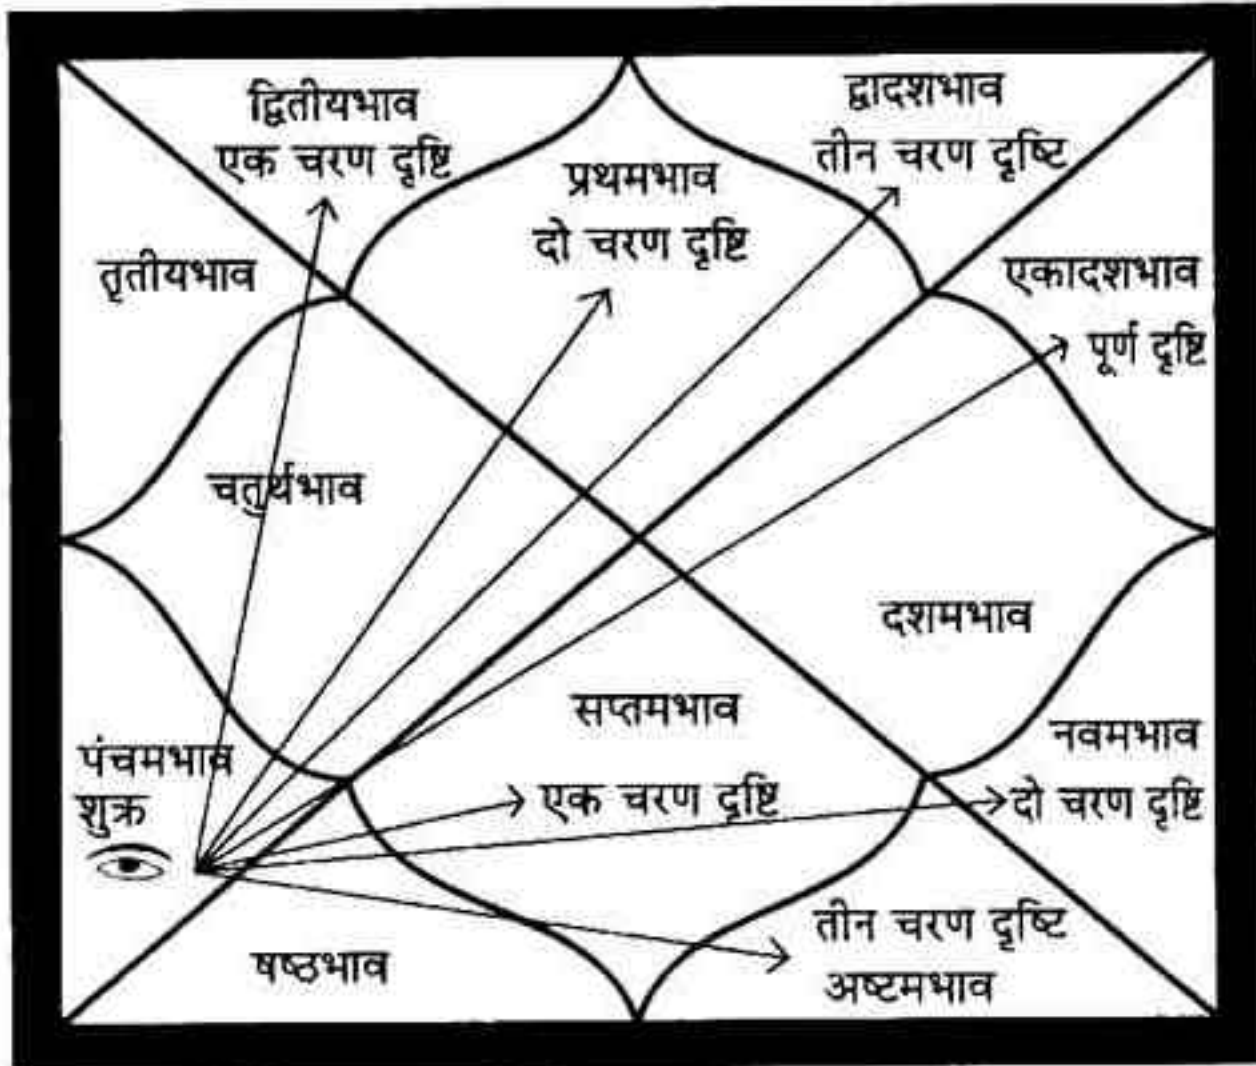 द्वितीयभाव
एक चरण दृष्टि
द्वादशभाव
तीन चरण दृष्टि
प्रथमभाव
दो चरण दृष्टि
तृतीयभाव
एकादशभाव
पूर्ण दृष्टि
चतुर्थभाव
दशमभाव
सप्तमभाव
पंचमभाव
शुक्र
एक चरण दृष्टि
नवमभाव
दो चरण दृष्टि
षष्ठभाव
तीन चरण दृष्टि
अष्टमभाव